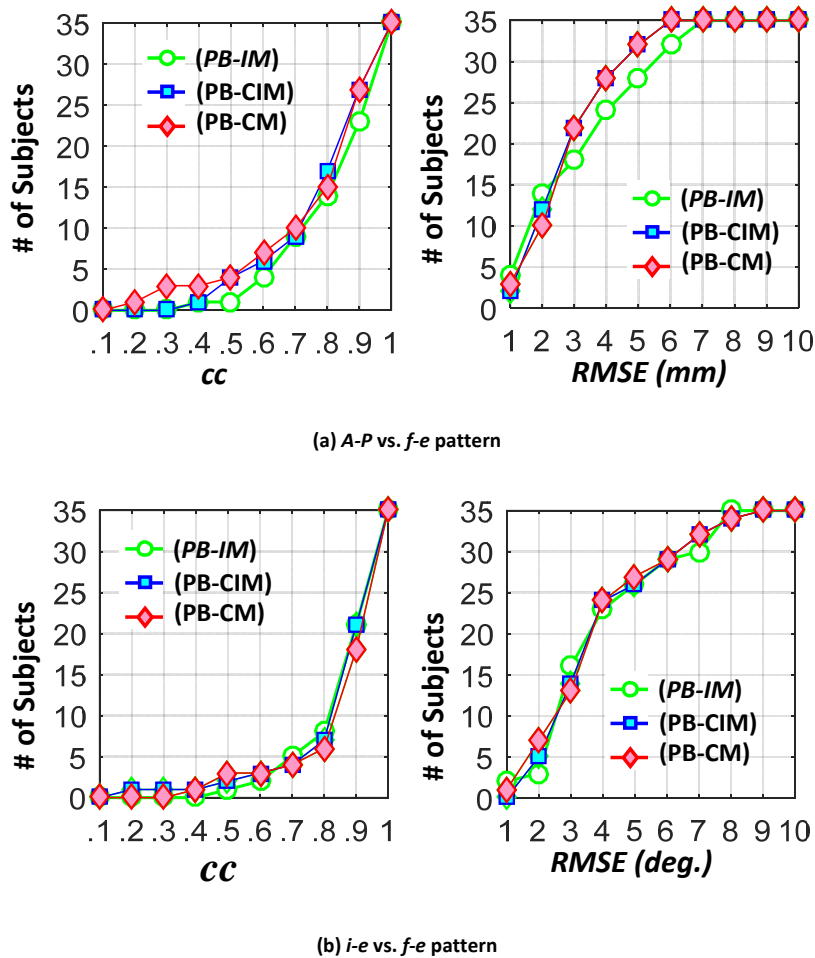 35
30
25
20
15
10
5
0
# of Subjects
(PB-IM)
(PB-CIM)
(PB-CM)
.1 .2 .3 .4 .5 .6 .7 .8 .9 1
cc
35
30
25
20
15
10
5
0
# of Subjects
(PB-IM)
(PB-CIM)
(PB-CM)
1 2 3 4 5 6 7 8 9 10
RMSE (mm)
(a) A-P vs. f-e pattern
35
30
25
20
15
10
5
0
# of Subjects
(PB-IM)
(PB-CIM)
(PB-CM)
.1 .2 .3 .4 .5 .6 .7 .8 .9 1
cc
35
30
25
20
15
10
5
0
# of Subjects
(PB-IM)
(PB-CIM)
(PB-CM)
1 2 3 4 5 6 7 8 9 10
RMSE (deg.)
(b) i-e vs. f-e pattern